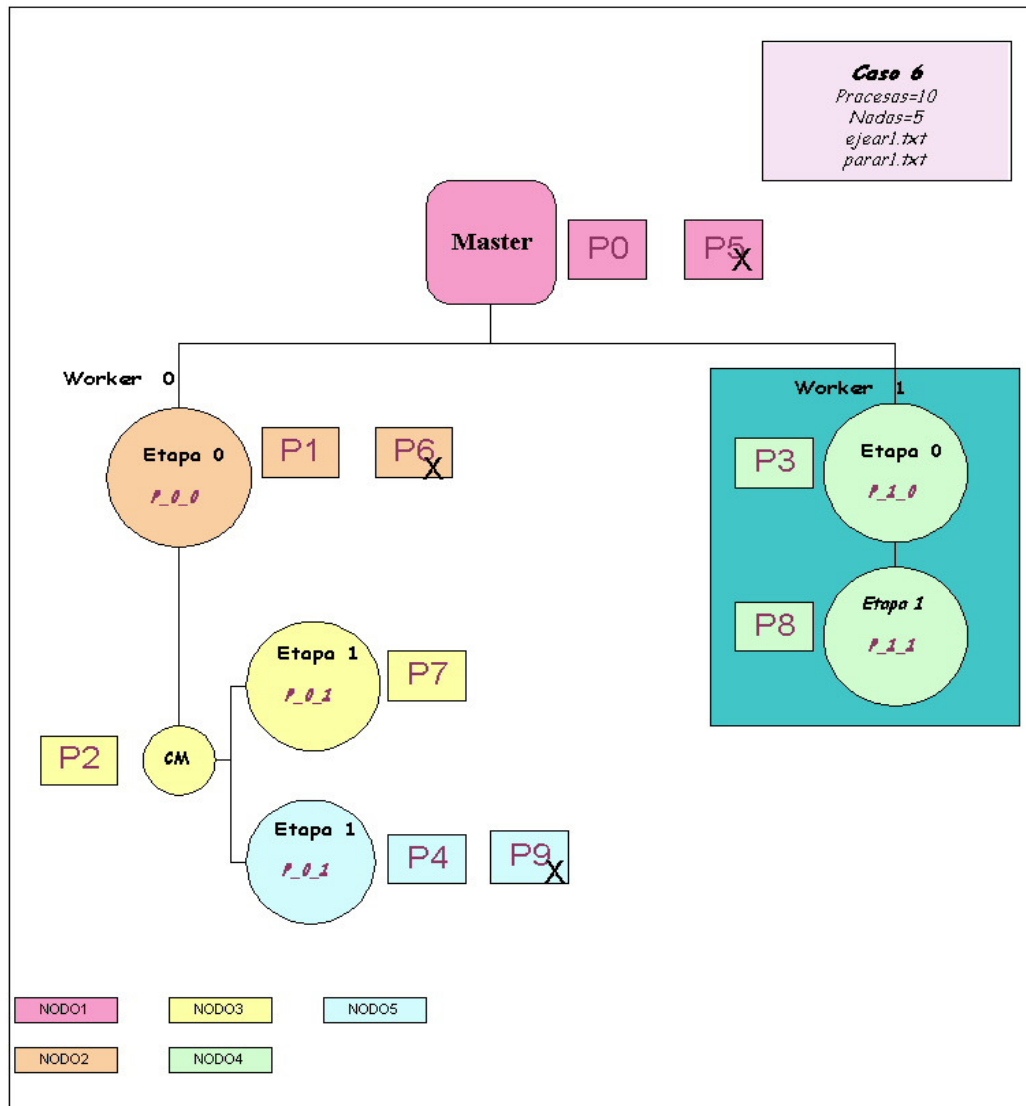 Caso 6
Procesos=10
Nodos=5
ejear1.txt
parar1.txt
Master
P0
P5
X
Worker 0
Worker 1
Etapa 0
P_0_0
P1
P6
X
P3
Etapa 0
P_1_0
P8
Etapa 1
P_1_1
Etapa 1
P_0_1
P7
P2
CM
Etapa 1
P_0_1
P4
P9
X
NODO1
NODO3
NODO5
NODO2
NODO4